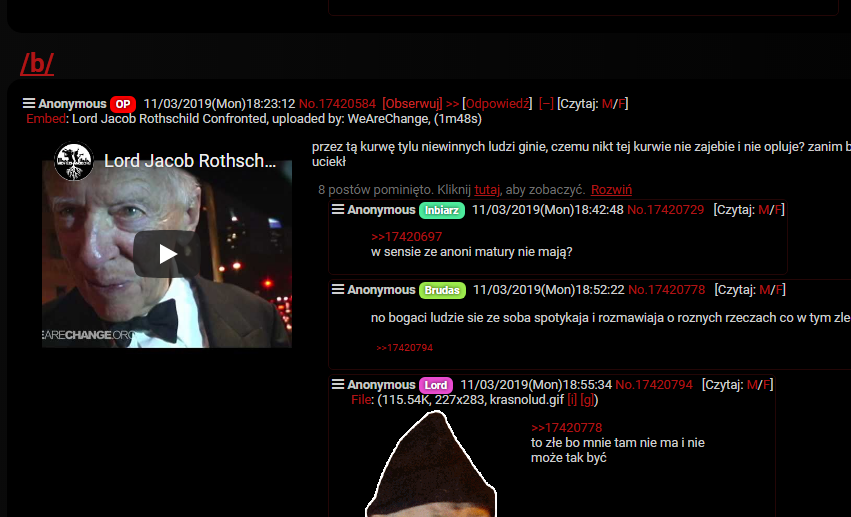 /b/
Anonymous OP 11/03/2019(Mon)18:23:12 No.17420584 [Obserwuj] >> [Odpowiedź] [−] [Czytaj: M/F]
Embed: Lord Jacob Rothschild Confronted, uploaded by: WeAreChange, (1m48s)
Lord Jacob Rothsch…
EARECHANGE.ORG
przez tą kurwę tylu niewinnych ludzi ginie, czemu nikt tej kurwie nie zajebie i nie opluje? zanim b
uciekł
8 postów pominięto. Kliknij tutaj, aby zobaczyć. Rozwiń
Anonymous Inbiarz 11/03/2019(Mon)18:42:48 No.17420729 [Czytaj: M/F]
>>17420697
w sensie ze anoni matury nie mają?
Anonymous Brudas 11/03/2019(Mon)18:52:22 No.17420778 [Czytaj: M/F]
no bogaci ludzie sie ze soba spotykaja i rozmawiaja o roznych rzeczach co w tym zle
>>17420794
Anonymous Lord 11/03/2019(Mon)18:55:34 No.17420794 [Czytaj: M/F]
File: (115.54K, 227x283, krasnolud.gif [i] [g])
>>17420778
to złe bo mnie tam nie ma i nie
może tak być